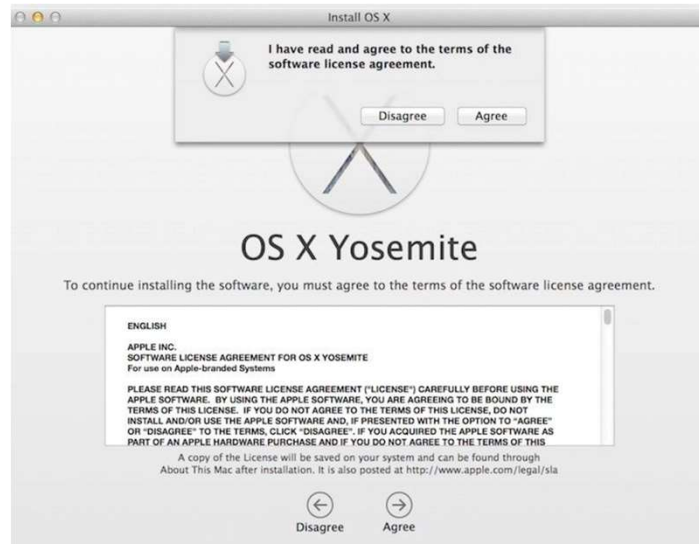 Install OS X
I have read and agree to the terms of the
software license agreement.
Disagree Agree
OS X Yosemite
To continue installing the software, you must agree to the terms of the software license agreement.
ENGLISH
APPLE INC.
SOFTWARE LICENSE AGREEMENT FOR OS X YOSEMITE
For use on Apple-branded Systems
PLEASE READ THIS SOFTWARE LICENSE AGREEMENT ("LICENSE") CAREFULLY BEFORE USING THE
APPLE SOFTWARE. BY USING THE APPLE SOFTWARE, YOU ARE AGREEING TO BE BOUND BY THE
TERMS OF THIS LICENSE. IF YOU DO NOT AGREE TO THE TERMS OF THIS LICENSE, DO NOT
INSTALL AND/OR USE THE APPLE SOFTWARE AND, IF PRESENTED WITH THE OPTION TO “AGREE”
OR “DISAGREE” TO THE TERMS, CLICK “DISAGREE”. IF YOU ACQUIRED THE APPLE SOFTWARE AS
PART OF AN APPLE HARDWARE PURCHASE AND IF YOU DO NOT AGREE TO THE TERMS OF THIS
A copy of the License will be saved on your system and can be found through
About This Mac after installation. It is also posted at http://www.apple.com/legal/sla
Disagree Agree